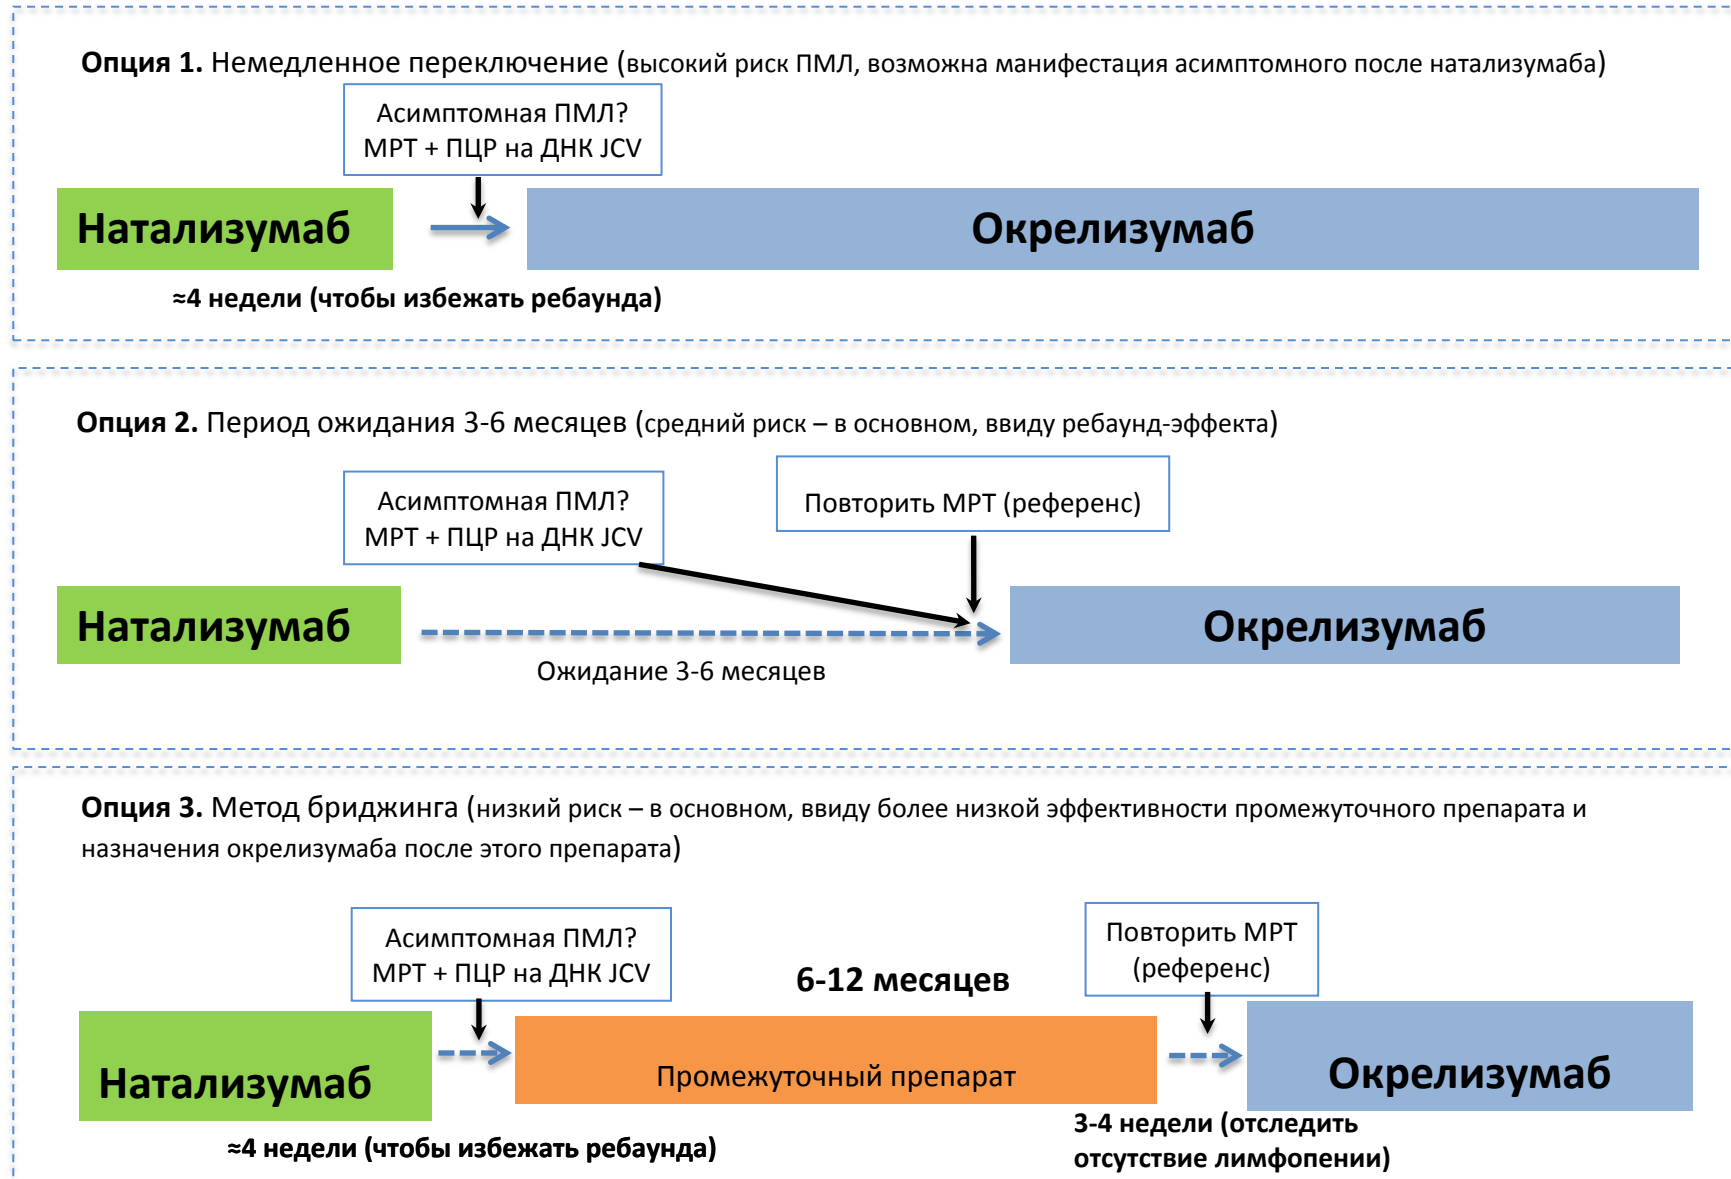 Опция 1. Немедленное переключение (высокий риск ПМЛ, возможна манифестация асимптомного после натализумаба)
Асимптомная ПМЛ?
МРТ + ПЦР на ДНК JCV
Натализумаб
Окрелизумаб
≈4 недели (чтобы избежать ребаунда)
Опция 2. Период ожидания 3-6 месяцев (средний риск – в основном, ввиду ребаунд-эффекта)
Асимптомная ПМЛ?
МРТ + ПЦР на ДНК JCV
Повторить МРТ (референс)
Натализумаб
Окрелизумаб
Ожидание 3-6 месяцев
Опция 3. Метод бриджинга (низкий риск – в основном, ввиду более низкой эффективности промежуточного препарата и
назначения окрелизумаба после этого препарата)
Асимптомная ПМЛ?
МРТ + ПЦР на ДНК JCV
6-12 месяцев
Повторить МРТ
(референс)
Натализумаб
Промежуточный препарат
Окрелизумаб
≈4 недели (чтобы избежать ребаунда)
3-4 недели (отследить
отсутствие лимфопении)